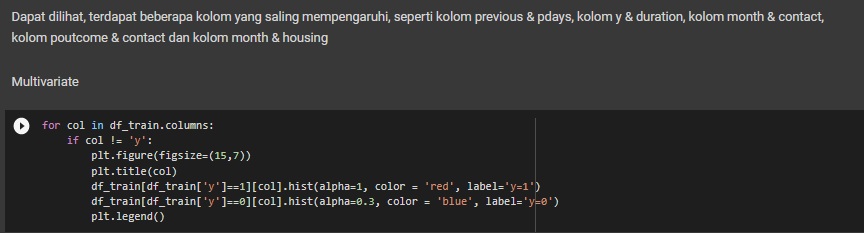 Dapat dilihat, terdapat beberapa kolom yang saling mempengaruhi, seperti kolom previous & pdays, kolom y & duration, kolom month & contact,
kolom poutcome & contact dan kolom month & housing
Multivariate
for col in df_train.columns:
    if col != 'y':
        plt.figure(figsize=(15,7))
        plt.title(col)
        df_train[df_train['y']==1][col].hist(alpha=1, color = 'red', label='y=1')
        df_train[df_train['y']==0][col].hist(alpha=0.3, color = 'blue', label='y=0')
        plt.legend()